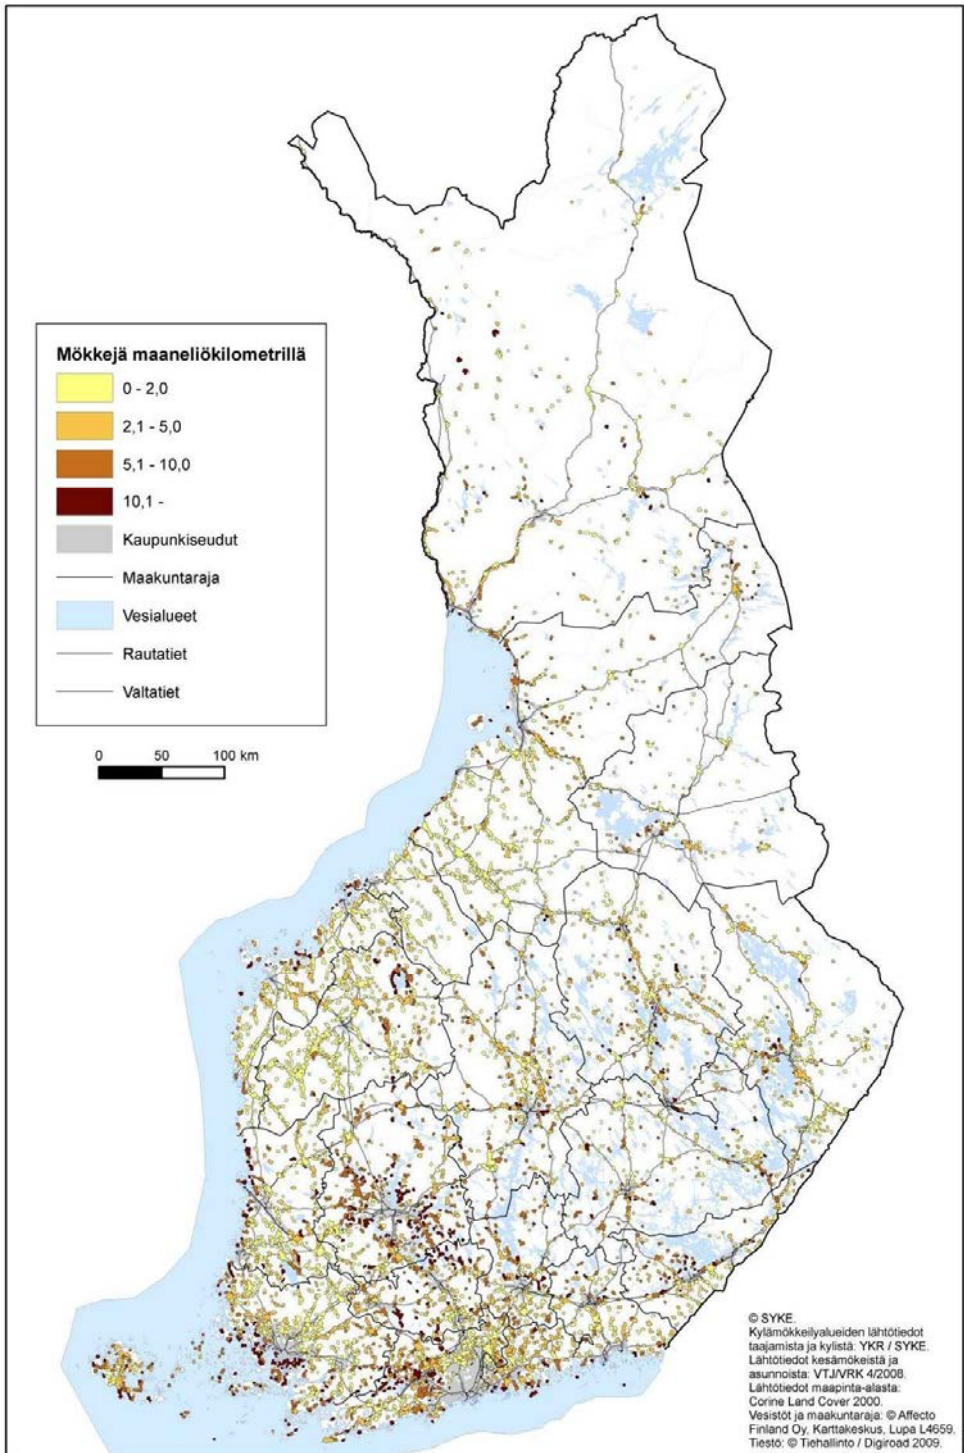 Mökkejä maaneliökilometrillä
0 - 2,0
2,1 - 5,0
5,1 - 10,0
10,1 -
Kaupunkiseudut
Maakuntaraja
Vesialueet
Rautatiet
Valtatiet
0 50 100 km
© SYKE.
Kylämökkeilyalueiden lähtötiedot
taajamista ja kylistä: YKR / SYKE.
Lähtötiedot kesämökeistä ja
asunnoista: VTJ/VRK 4/2008.
Lähtötiedot maapinta-alasta:
Corine Land Cover 2000.
Vesistöt ja maakuntaraja: © Affecto
Finland Oy, Karttakeskus, Lupa L4659.
Tiestö: © Tiehallinto / Digiroad 2009.